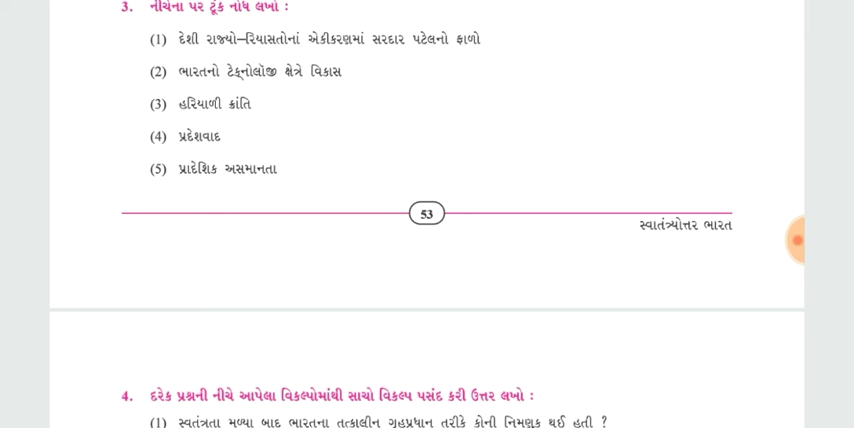 3. નીચેના પર ટૂંક નોંધ લખો :
(1) દેશી રાજ્યો–રિયાસતોનાં એકીકરણમાં સરદાર પટેલનો ફાળો
(2) ભારતનો ટેક્નોલૉજી ક્ષેત્રે વિકાસ
(3) હરિયાળી ક્રાંતિ
(4) પ્રદેશવાદ
(5) પ્રાદેશિક અસમાનતા
53
સ્વાતંત્ર્યોત્તર ભારત
4. દરેક પ્રશ્નની નીચે આપેલા વિકલ્પોમાંથી સાચો વિકલ્પ પસંદ કરી ઉત્તર લખો :
(1) સ્વતંત્રતા મળ્યા બાદ ભારતના તત્કાલીન ગૃહપ્રધાન તરીકે કોની નિમણૂક થઈ હતી ?